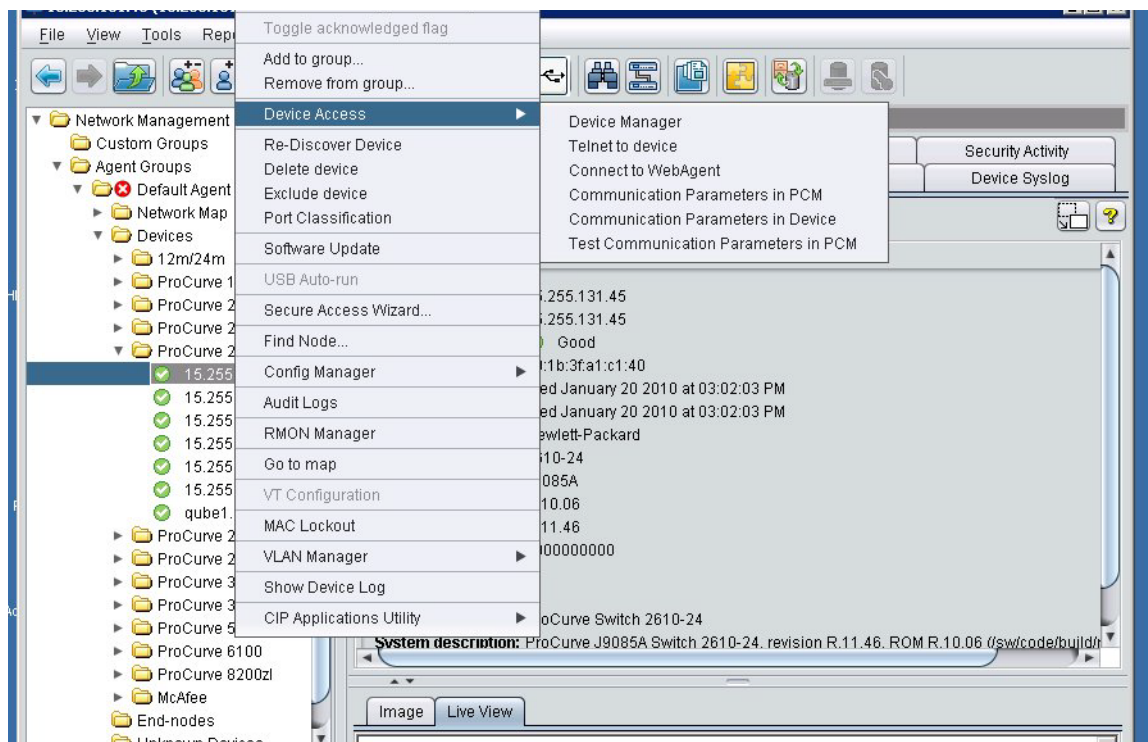 File View Tools Rep
Toggle acknowledged flag
Add to group...
Remove from group...
Device Access
Re-Discover Device
Delete device
Exclude device
Port Classification
Software Update
USB Auto-run
Secure Access Wizard...
Find Node...
Config Manager
Audit Logs
RMON Manager
Go to map
VT Configuration
MAC Lockout
VLAN Manager
Show Device Log
CIP Applications Utility
Device Manager
Telnet to device
Connect to WebAgent
Communication Parameters in PCM
Communication Parameters in Device
Test Communication Parameters in PCM
Network Management
Custom Groups
Agent Groups
Default Agent
Network Map
Devices
12m/24m
ProCurve 1
ProCurve 2
ProCurve 2
ProCurve 2
15.255
15.255
15.255
15.255
15.255
15.255
qube1.
ProCurve 2
ProCurve 2
ProCurve 3
ProCurve 3
ProCurve 5
ProCurve 6100
ProCurve 8200zl
McAfee
End-nodes
Unknown Devices
Security Activity
Device Syslog
.255.131.45
.255.131.45
Good
:1b:3f:a1:c1:40
ed January 20 2010 at 03:02:03 PM
ed January 20 2010 at 03:02:03 PM
ewlett-Packard
10-24
085A
10.06
11.46
000000000
oCurve Switch 2610-24
System description: ProCurve J9085A Switch 2610-24, revision R.11.46, ROM R.10.06 (/sw/code/build/
Image Live View